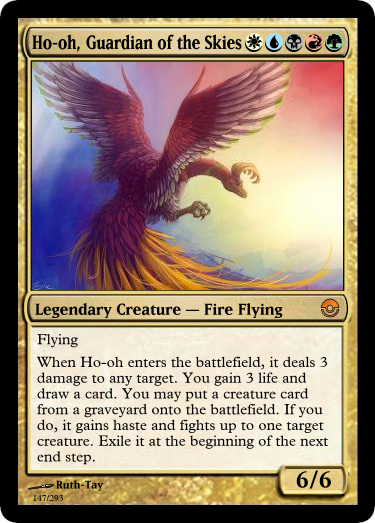 Ho-oh, Guardian of the Skies
Legendary Creature — Fire Flying
Flying
When Ho-oh enters the battlefield, it deals 3
damage to any target. You gain 3 life and
draw a card. You may put a creature card
from a graveyard onto the battlefield. If you
do, it gains haste and fights up to one target
creature. Exile it at the beginning of the next
end step.
6/6
Ruth-Tay
147/293